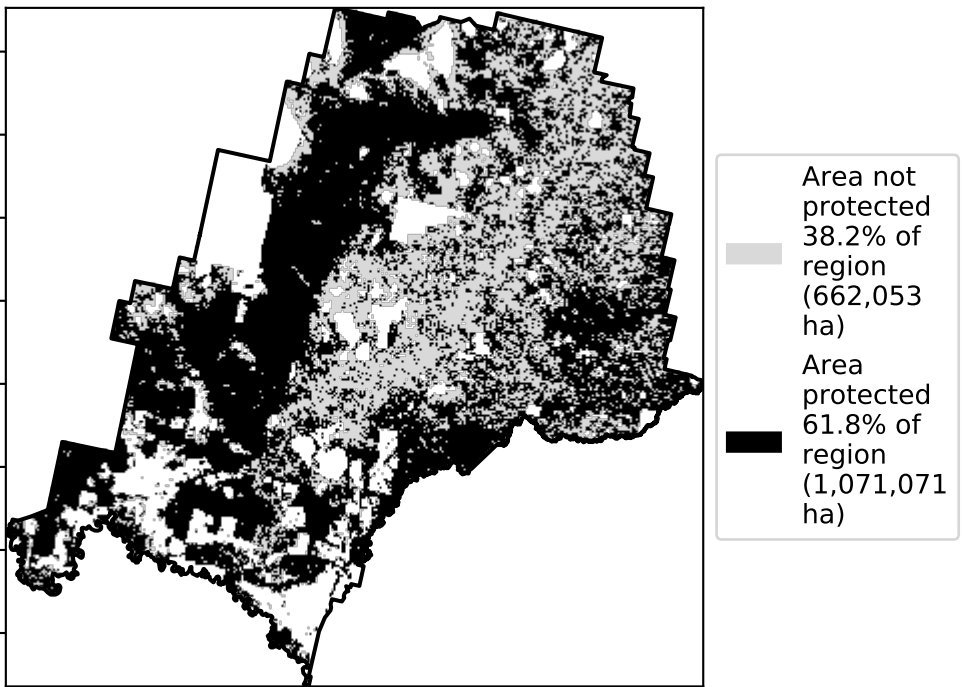 Area not
protected
38.2% of
region
(662,053
ha)
Area
protected
61.8% of
region
(1,071,071
ha)